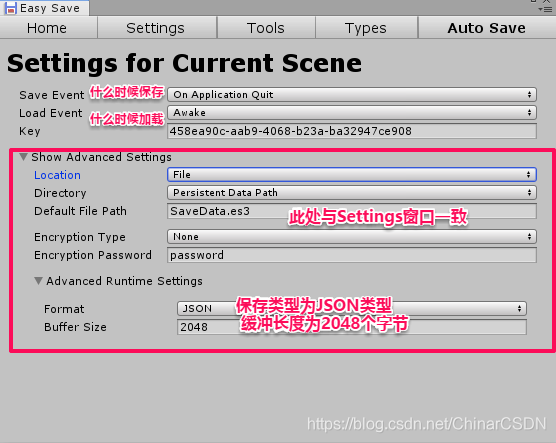 Easy Save
Home Settings Tools Types Auto Save
Settings for Current Scene
Save Event 什么时候保存 On Application Quit
Load Event 什么时候加载 Awake
Key 458ea90c-aab9-4068-b23a-ba32947ce908
Show Advanced Settings
Location File
Directory Persistent Data Path
Default File Path SaveData.es3
此处与Settings窗口一致
Encryption Type None
Encryption Password password
Advanced Runtime Settings
Format JSON 保存类型为JSON类型
缓冲长度为2048个字节
Buffer Size 2048
https://blog.csdn.net/ChinarCSDN